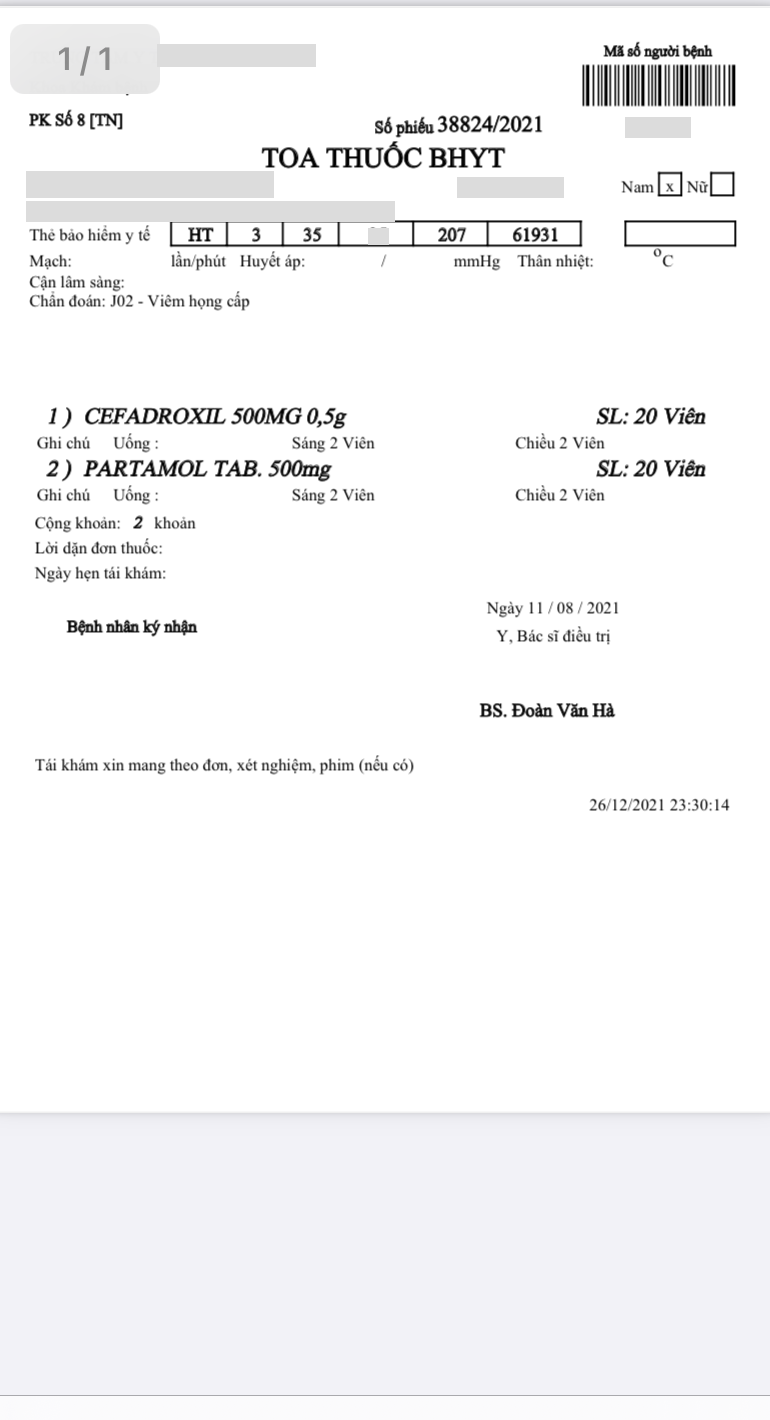 1/1
Mã số người bệnh
PK Số 8 [TN]
Số phiếu 38824/2021
TOA THUỐC BHYT
Nam x Nữ
Thẻ bảo hiểm y tế HT 3 35 207 61931
Mạch: lần/phút Huyết áp: / mmHg Thân nhiệt: °C
Cận lâm sàng:
Chẩn đoán: J02 - Viêm họng cấp
1 ) CEFADROXIL 500MG 0,5g SL: 20 Viên
Ghi chú Uống : Sáng 2 Viên Chiều 2 Viên
2 ) PARTAMOL TAB. 500mg SL: 20 Viên
Ghi chú Uống : Sáng 2 Viên Chiều 2 Viên
Cộng khoản: 2 khoản
Lời dặn đơn thuốc:
Ngày hẹn tái khám:
Ngày 11 / 08 / 2021
Bệnh nhân ký nhận
Y, Bác sĩ điều trị
BS. Đoàn Văn Hà
Tái khám xin mang theo đơn, xét nghiệm, phim (nếu có)
26/12/2021 23:30:14